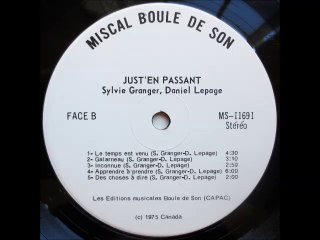 MISCAL BOULE DE SON
JUST'EN PASSANT
Sylvie Granger, Daniel Lepage
FACE B
MS-11691
Stéréo
1- Le temps est venu (S. Granger-D. Lepage) 4:30
2- Galarneau (S. Granger-D. Lepage) 3:10
3- inconnue (S. Granger-D. Lepage) 2:50
4- Apprendre à prendre (S. Granger-D. Lepage) 6:00
5- Des choses à dire (S. Granger-D. Lepage) 2:00
Les Editions musicales Boule de Son (CAPAC)
(c) 1975 Canada